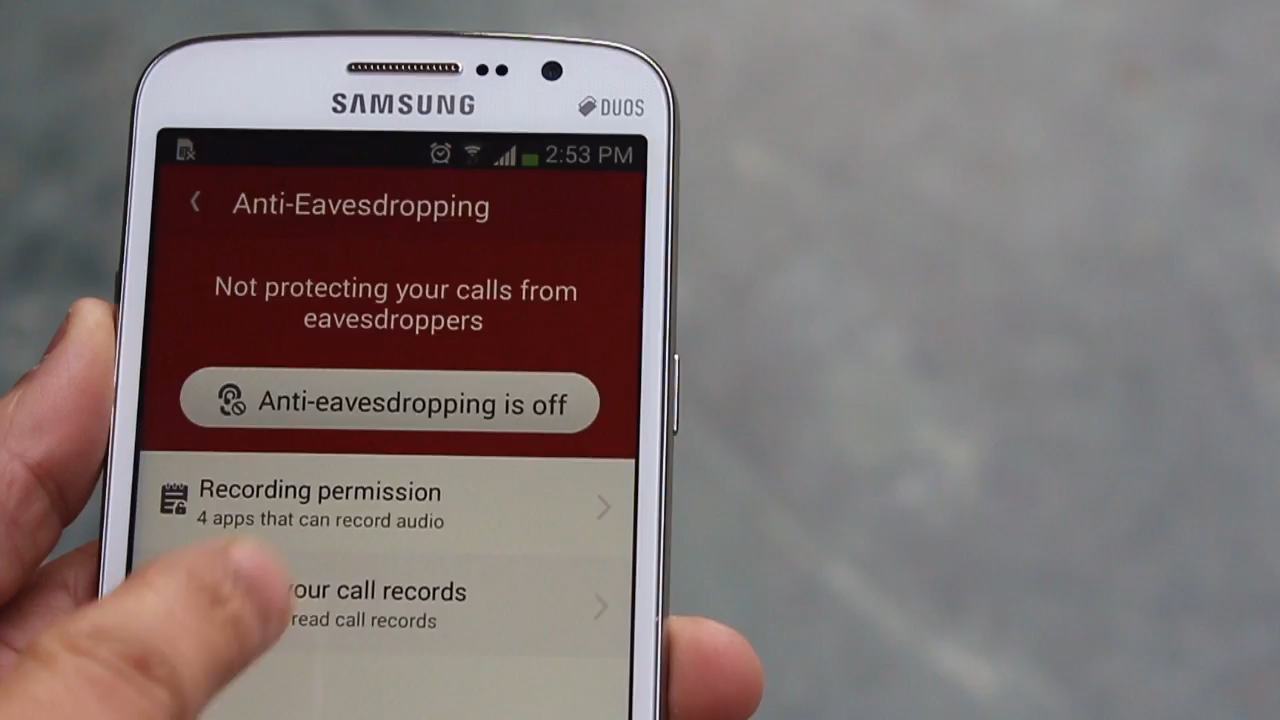 SAMSUNG
DUOS
2:53 PM
Anti-Eavesdropping
Not protecting your calls from
eavesdroppers
Anti-eavesdropping is off
Recording permission
4 apps that can record audio
your call records
read call records